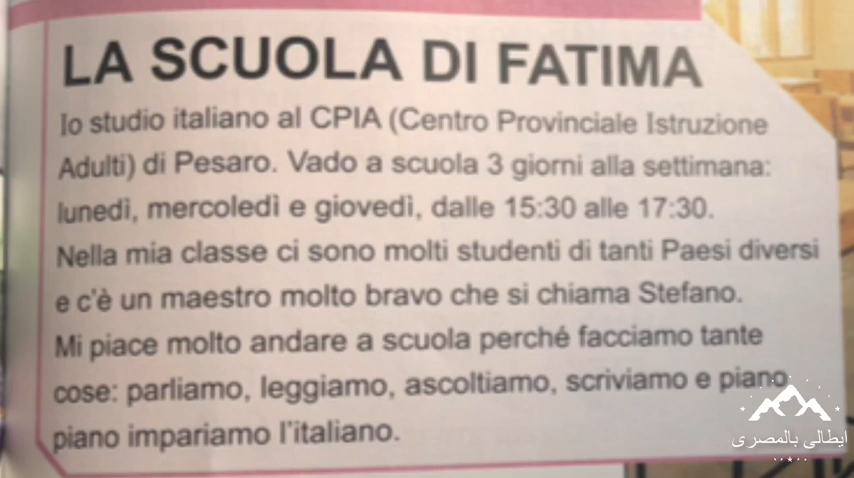 LA SCUOLA DI FATIMA
Io studio italiano al CPIA (Centro Provinciale Istruzione
Adulti) di Pesaro. Vado a scuola 3 giorni alla settimana:
lunedì, mercoledì e giovedì, dalle 15:30 alle 17:30.
Nella mia classe ci sono molti studenti di tanti Paesi diversi
e c'è un maestro molto bravo che si chiama Stefano.
Mi piace molto andare a scuola perché facciamo tante
cose: parliamo, leggiamo, ascoltiamo, scriviamo e piano
piano impariamo l'italiano.
ايطالى بالمصرى